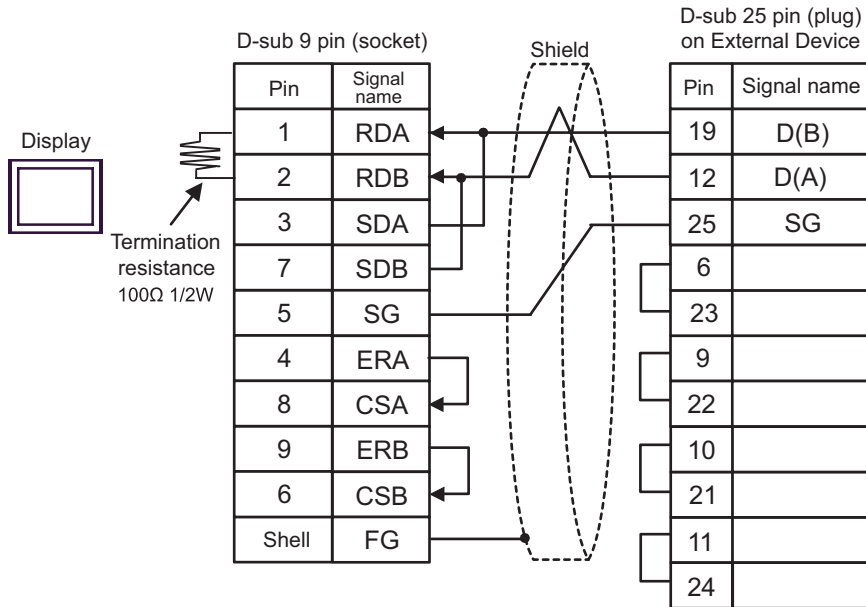 D-sub 9 pin (socket)
Shield
D-sub 25 pin (plug)
on External Device
Display
Termination
resistance
100Ω 1/2W
Pin Signal name
1 RDA
2 RDB
3 SDA
7 SDB
5 SG
4 ERA
8 CSA
9 ERB
6 CSB
Shell FG
Pin Signal name
19 D(B)
12 D(A)
25 SG
6
23
9
22
10
21
11
24